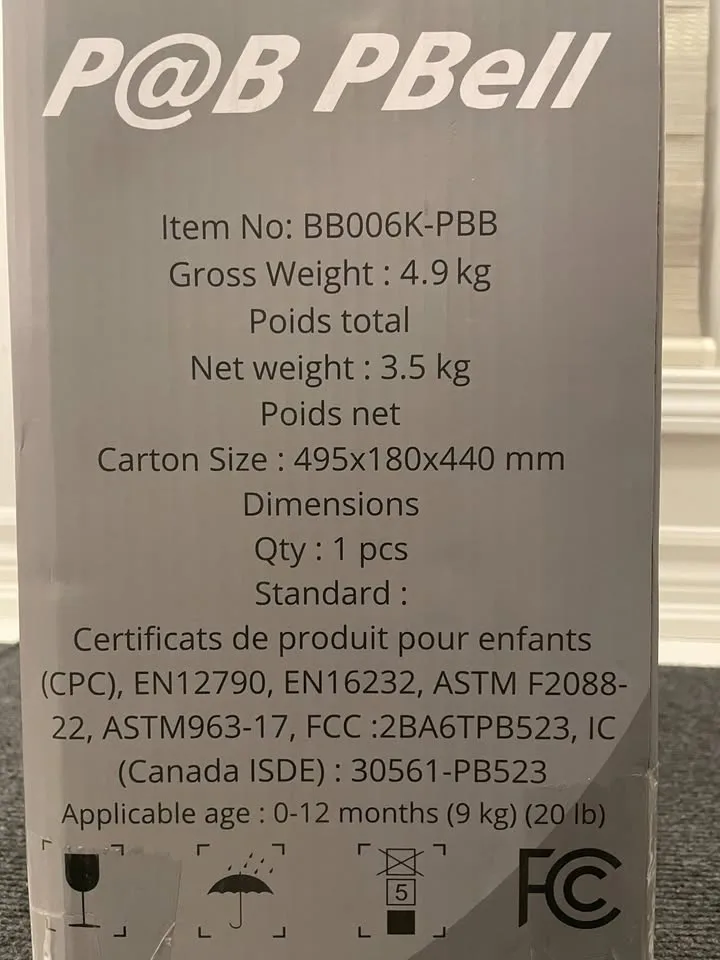 P@B PBell
Item No: BB006K-PBB
Gross Weight : 4.9 kg
Poids total
Net weight : 3.5 kg
Poids net
Carton Size : 495x180x440 mm
Dimensions
Qty : 1 pcs
Standard :
Certificats de produit pour enfants
(CPC), EN12790, EN16232, ASTM F2088-
22, ASTM963-17, FCC :2BA6TPB523, IC
(Canada ISDE) : 30561-PB523
Applicable age : 0-12 months (9 kg) (20 lb)
5
FC